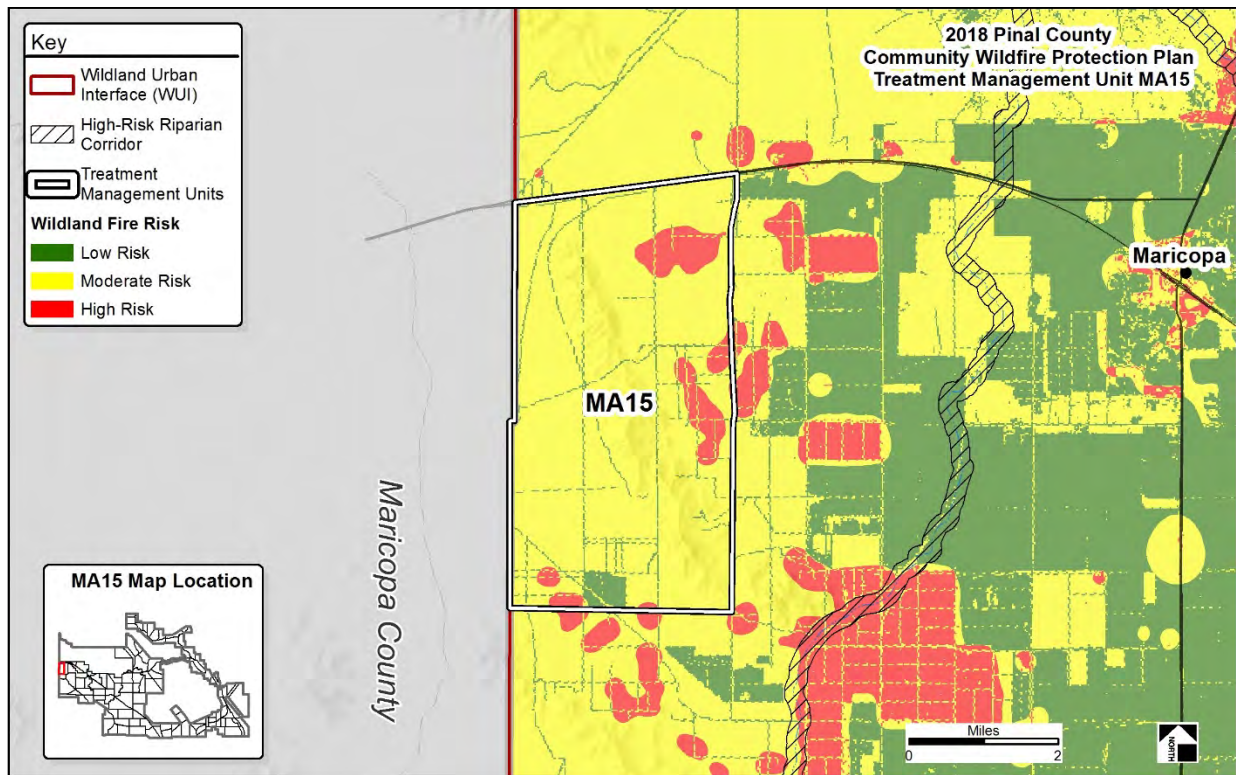 Key
Wildland Urban
Interface (WUI)
High-Risk Riparian
Corridor
Treatment
Management Units
Wildland Fire Risk
Low Risk
Moderate Risk
High Risk
2018 Pinal County
Community Wildfire Protection Plan
Treatment Management Unit MA15
Maricopa
MA15
Maricopa County
MA15 Map Location
Miles
0
2
NORTH